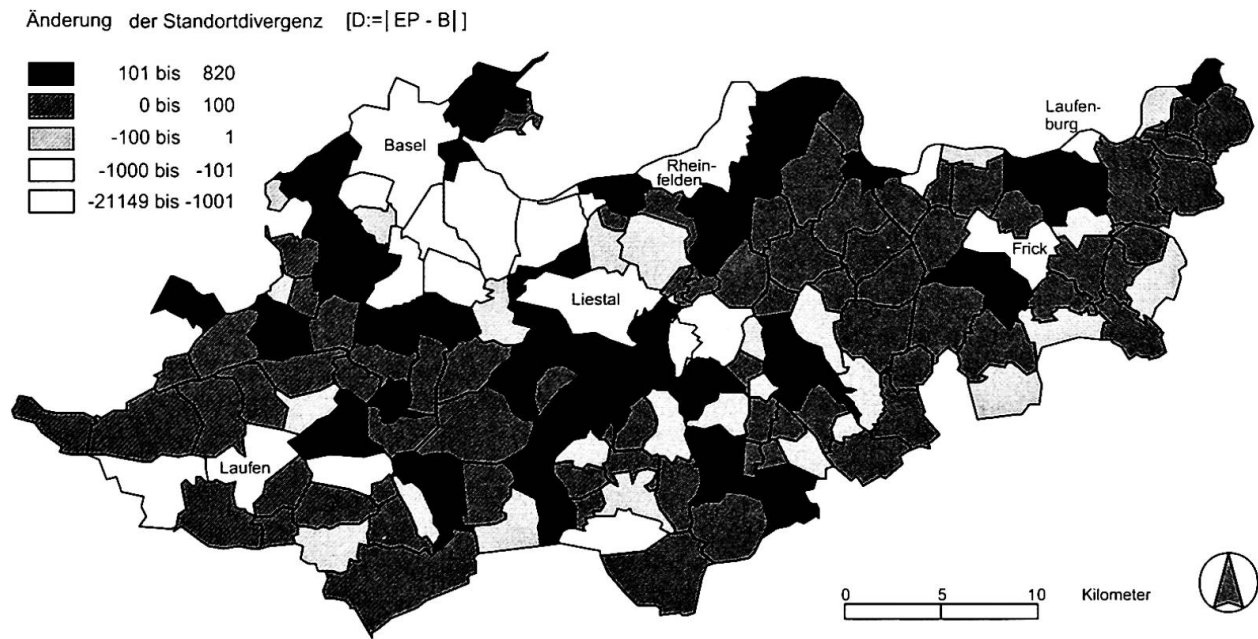 Änderung der Standortdivergenz [D:=|EP - B|]
101 bis 820
0 bis 100
-100 bis 1
-1000 bis -101
-21149 bis -1001
Basel
Rhein-
felden
Laufen-
burg
Frick
Liestal
Laufen
0 5 10 Kilometer